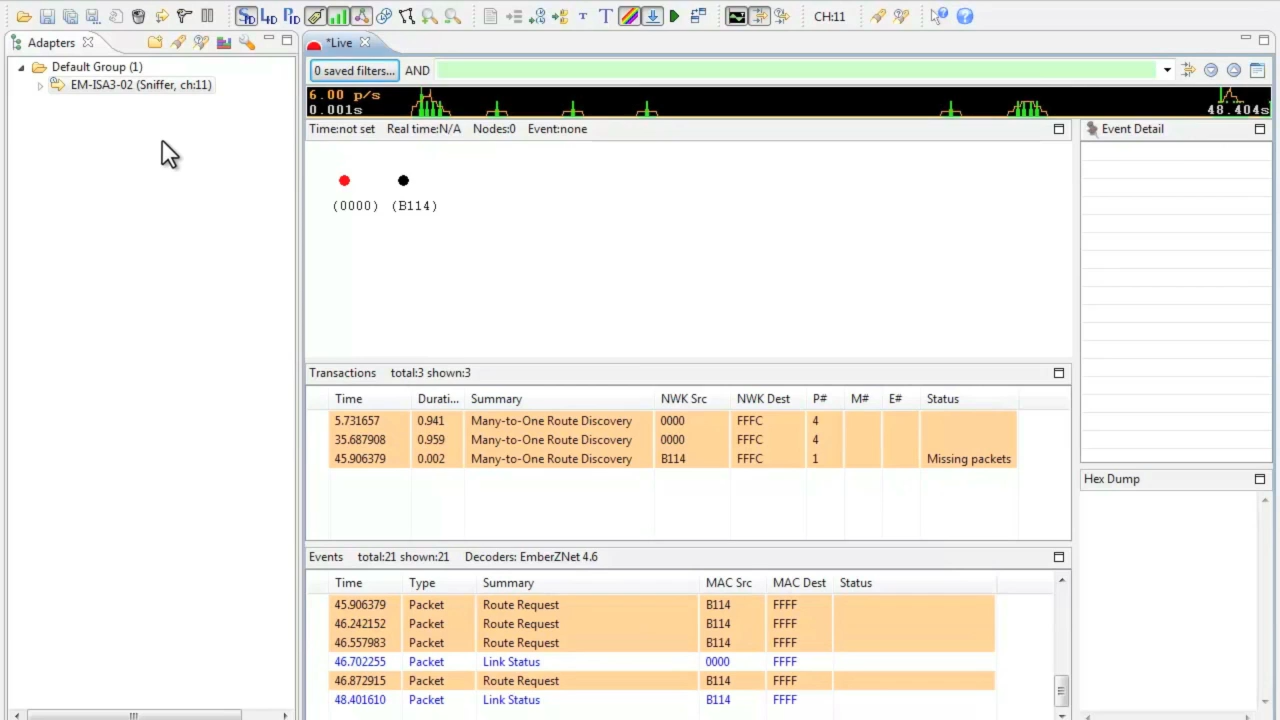 CH:11
Adapters
Default Group (1)
EM-ISA3-02 (Sniffer, ch:11)
*Live
0 saved filters... AND
6.00 p/s
0.001s 48.404s
Time:not set Real time:N/A Nodes:0 Event:none
(0000) (B114)
Transactions total:3 shown:3
Time Durati... Summary NWK Src NWK Dest P# M# E# Status
5.731657 0.941 Many-to-One Route Discovery 0000 FFFC 4
35.687908 0.959 Many-to-One Route Discovery 0000 FFFC 4
45.906379 0.002 Many-to-One Route Discovery B114 FFFC 1 Missing packets
Events total:21 shown:21 Decoders: EmberZNet 4.6
Time Type Summary MAC Src MAC Dest Status
45.906379 Packet Route Request B114 FFFF
46.242152 Packet Route Request B114 FFFF
46.557983 Packet Route Request B114 FFFF
46.702255 Packet Link Status 0000 FFFF
46.872915 Packet Route Request B114 FFFF
48.401610 Packet Link Status B114 FFFF
Event Detail
Hex Dump